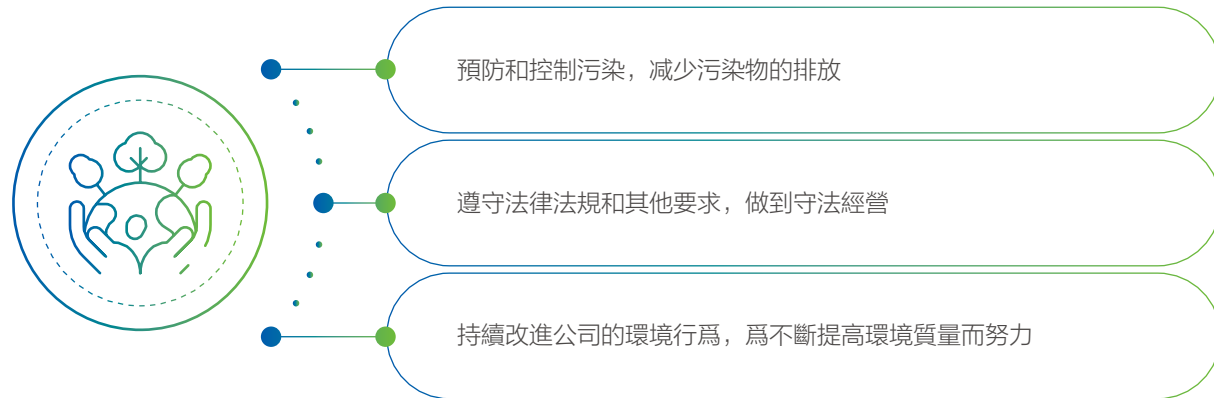 預防和控制污染，减少污染物的排放
遵守法律法規和其他要求，做到守法經營
持續改進公司的環境行爲，爲不斷提高環境質量而努力